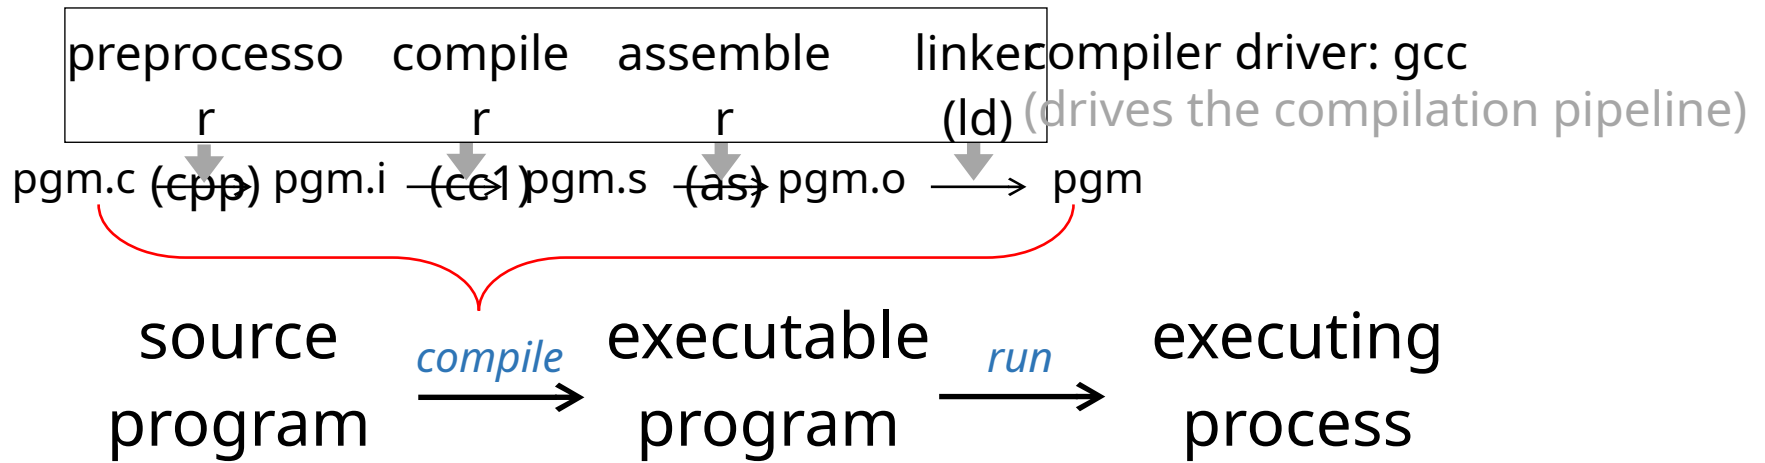 preprocesso
r
(cpp)
compile
r
(cc1)
assemble
r
(as)
linker
(ld)
compiler driver: gcc
(drives the compilation pipeline)
pgm.c
pgm.i
pgm.s
pgm.o
pgm
source
program
compile
executable
program
run
executing
process